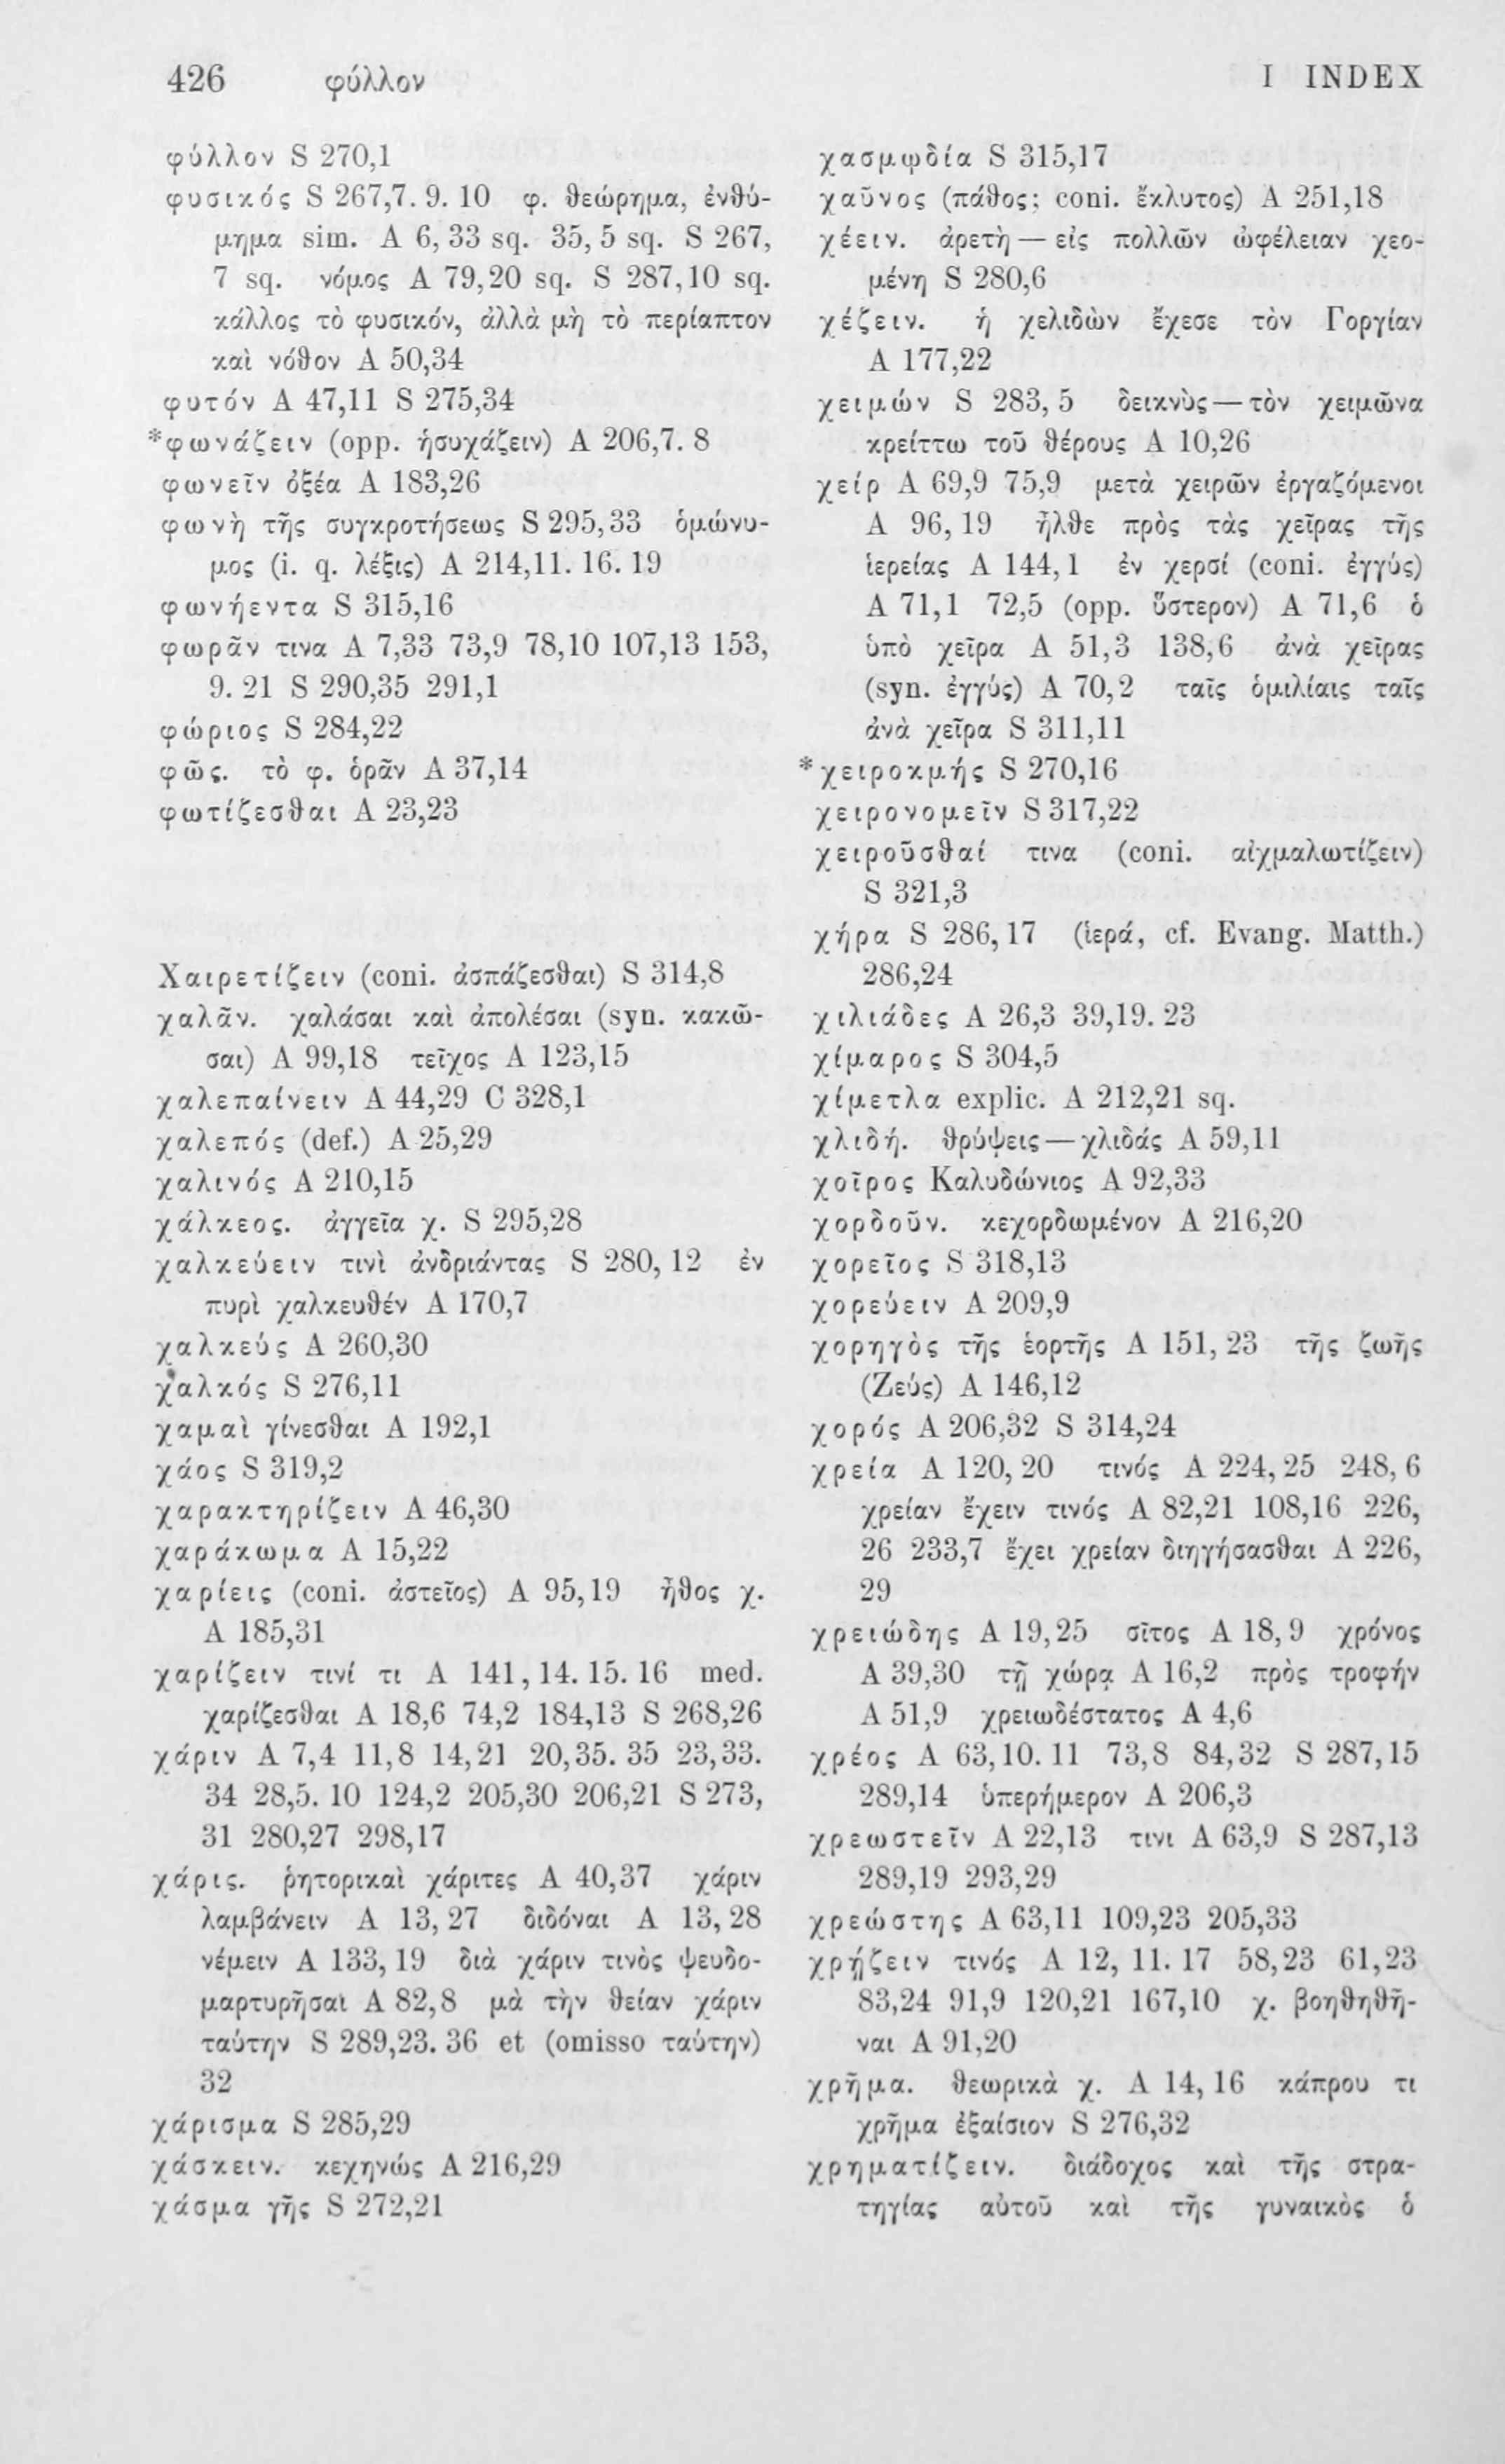 426 φύλλον I INDEX
φύλλον S 270,1
φυσικός S 267,7. 9. 10 φ. θεώρημα, ἐνθύ-
μημα sim. A 6, 33 sq. 35, 5 sq. S 267,
7 sq. νόμος A 79,20 sq. S 287,10 sq.
κάλλος τὸ φυσικόν, ἀλλὰ μὴ τὸ περίαπτον
καὶ νόθον A 50,34
φυτόν A 47,11 S 275,34
*φωνάζειν (opp. ἡσυχάζειν) A 206,7. 8
φωνεῖν ὀξέα A 183,26
φωνὴ τῆς συγκροτήσεως S 295,33 ὁμώνυ-
μος (i. q. λέξις) A 214,11. 16. 19
φωνήεντα S 315,16
φωρᾶν τινα A 7,33 73,9 78,10 107,13 153,
9. 21 S 290,35 291,1
φώριος S 284,22
φῶς. τὸ φ. ὁρᾶν A 37,14
φωτίζεσθαι A 23,23
Χαιρετίζειν (coni. ἀσπάζεσθαι) S 314,8
χαλᾶν. χαλάσαι καὶ ἀπολέσαι (syn. κακῶ-
σαι) A 99,18 τεῖχος A 123,15
χαλεπαίνειν A 44,29 C 328,1
χαλεπός (def.) A 25,29
χαλινός A 210,15
χάλκεος. ἀγγεῖα χ. S 295,28
χαλκεύειν τινὶ ἀνδριάντας S 280, 12 ἐν
πυρὶ χαλκευθέν A 170,7
χαλκεύς A 260,30
χαλκός S 276,11
χαμαὶ γίνεσθαι A 192,1
χάος S 319,2
χαρακτηρίζειν A 46,30
χαράκωμα A 15,22
χαρίεις (coni. ἀστεῖος) A 95,19 ἦθος χ.
A 185,31
χαρίζειν τινί τι A 141, 14. 15. 16 med.
χαρίζεσθαι A 18,6 74,2 184,13 S 268,26
χάριν A 7,4 11,8 14,21 20,35. 35 23,33.
34 28,5. 10 124,2 205,30 206,21 S 273,
31 280,27 298,17
χάρις. ῥητορικαὶ χάριτες A 40,37 χάριν
λαμβάνειν A 13, 27 διδόναι A 13, 28
νέμειν A 133, 19 διὰ χάριν τινὸς ψευδο-
μαρτυρῆσαι A 82,8 μὰ τὴν θείαν χάριν
ταύτην S 289,23. 36 et (omisso ταύτην)
32
χάρισμα S 285,29
χάσκειν. κεχηνώς A 216,29
χάσμα γῆς S 272,21
χασμῳδία S 315,17
χαῦνος (πάθος; coni. ἔκλυτος) A 251,18
χέειν. ἀρετὴ — εἰς πολλῶν ὠφέλειαν χεο-
μένη S 280,6
χέζειν. ἡ χελιδὼν ἔχεσε τὸν Γοργίαν
A 177,22
χειμών S 283, 5 δεικνὺς — τὸν χειμῶνα
κρείττω τοῦ θέρους A 10,26
χείρ A 69,9 75,9 μετὰ χειρῶν ἐργαζόμενοι
A 96, 19 ἦλθε πρὸς τὰς χεῖρας τῆς
ἱερείας A 144, 1 ἐν χερσί (coni. ἐγγύς)
A 71,1 72,5 (opp. ὕστερον) A 71,6 ὁ
ὑπὸ χεῖρα A 51,3 138,6 ἀνὰ χεῖρας
(syn. ἐγγύς) A 70,2 ταῖς ὁμιλίαις ταῖς
ἀνὰ χεῖρα S 311,11
*χειροκμής S 270,16
χειρονομεῖν S 317,22
χειροῦσθαί τινα (coni. αἰχμαλωτίζειν)
S 321,3
χήρα S 286, 17 (ἱερά, cf. Evang. Matth.)
286,24
χιλιάδες A 26,3 39,19. 23
χίμαρος S 304,5
χίμετλα explic. A 212,21 sq.
χλιδή. θρύψεις — χλιδάς A 59,11
χοῖρος Καλυδώνιος A 92,33
χορδοῦν. κεχορδωμένον A 216,20
χορεῖος S 318,13
χορεύειν A 209,9
χορηγὸς τῆς ἑορτῆς A 151, 23 τῆς ζωῆς
(Ζεύς) A 146,12
χορός A 206,32 S 314,24
χρεία A 120, 20 τινός A 224, 25 248, 6
χρείαν ἔχειν τινός A 82,21 108,16 226,
26 233,7 ἔχει χρείαν διηγήσασθαι A 226,
29
χρειώδης A 19,25 σῖτος A 18, 9 χρόνος
A 39,30 τῇ χώρᾳ A 16,2 πρὸς τροφήν
A 51,9 χρειωδέστατος A 4,6
χρέος A 63,10. 11 73,8 84,32 S 287,15
289,14 ὑπερήμερον A 206,3
χρεωστεῖν A 22,13 τινι A 63,9 S 287,13
289,19 293,29
χρεώστης A 63,11 109,23 205,33
χρῄζειν τινός A 12, 11. 17 58,23 61,23
83,24 91,9 120,21 167,10 χ. βοηθηθῆ-
ναι A 91,20
χρῆμα. θεωρικὰ χ. A 14, 16 κάπρου τι
χρῆμα ἐξαίσιον S 276,32
χρηματίζειν. διάδοχος καὶ τῆς στρα-
τηγίας αὐτοῦ καὶ τῆς γυναικὸς ὁ